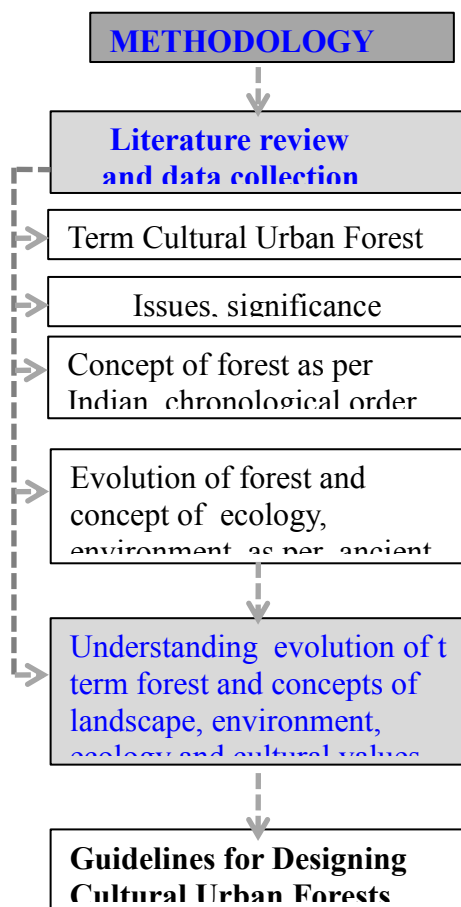 METHODOLOGY
Literature review
and data collection
Term Cultural Urban Forest
Issues, significance
Concept of forest as per
Indian chronological order
Evolution of forest and
concept of ecology,
environment as per ancient
Understanding evolution of t
term forest and concepts of
landscape, environment,
ecology and cultural values
Guidelines for Designing
Cultural Urban Forests